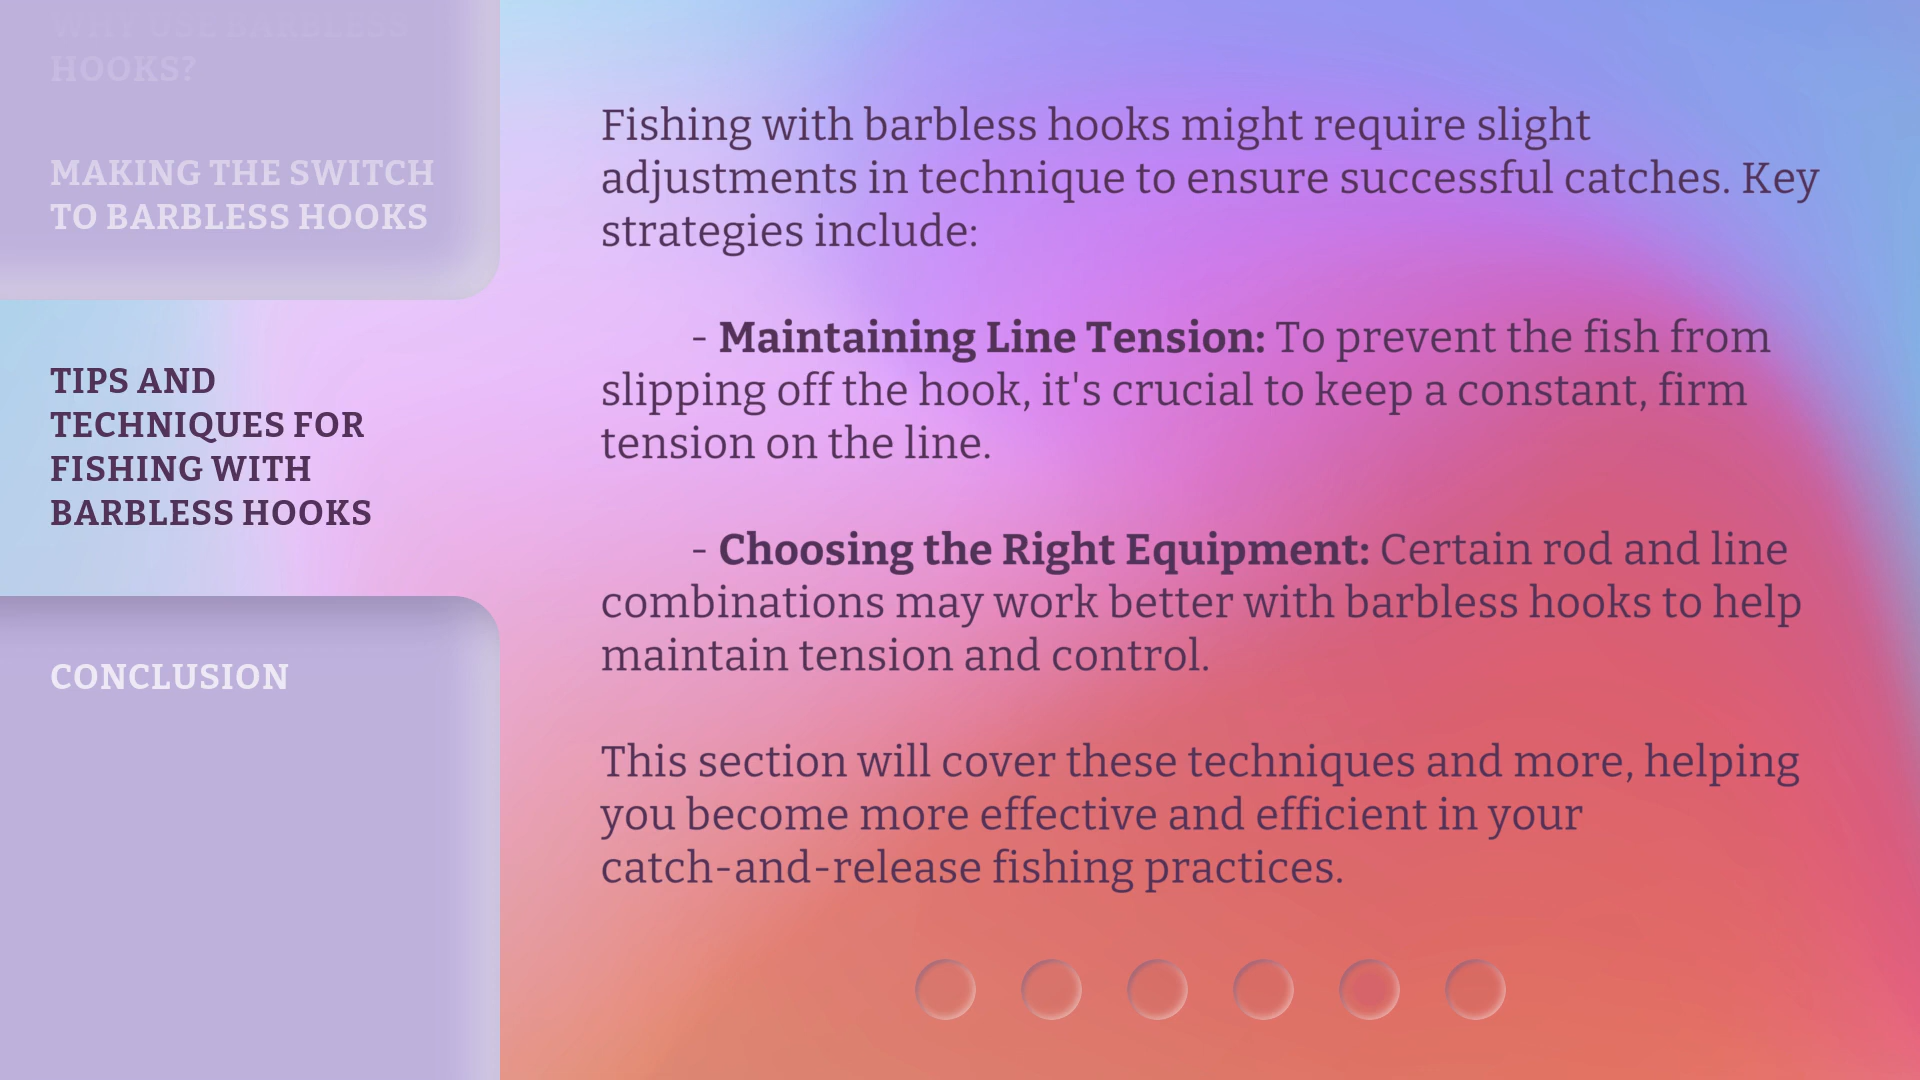 WHY USE BARBLESS
HOOKS?
MAKING THE SWITCH
TO BARBLESS HOOKS
TIPS AND
TECHNIQUES FOR
FISHING WITH
BARBLESS HOOKS
CONCLUSION
Fishing with barbless hooks might require slight
adjustments in technique to ensure successful catches. Key
strategies include:
- Maintaining Line Tension: To prevent the fish from
slipping off the hook, it's crucial to keep a constant, firm
tension on the line.
- Choosing the Right Equipment: Certain rod and line
combinations may work better with barbless hooks to help
maintain tension and control.
This section will cover these techniques and more, helping
you become more effective and efficient in your
catch-and-release fishing practices.